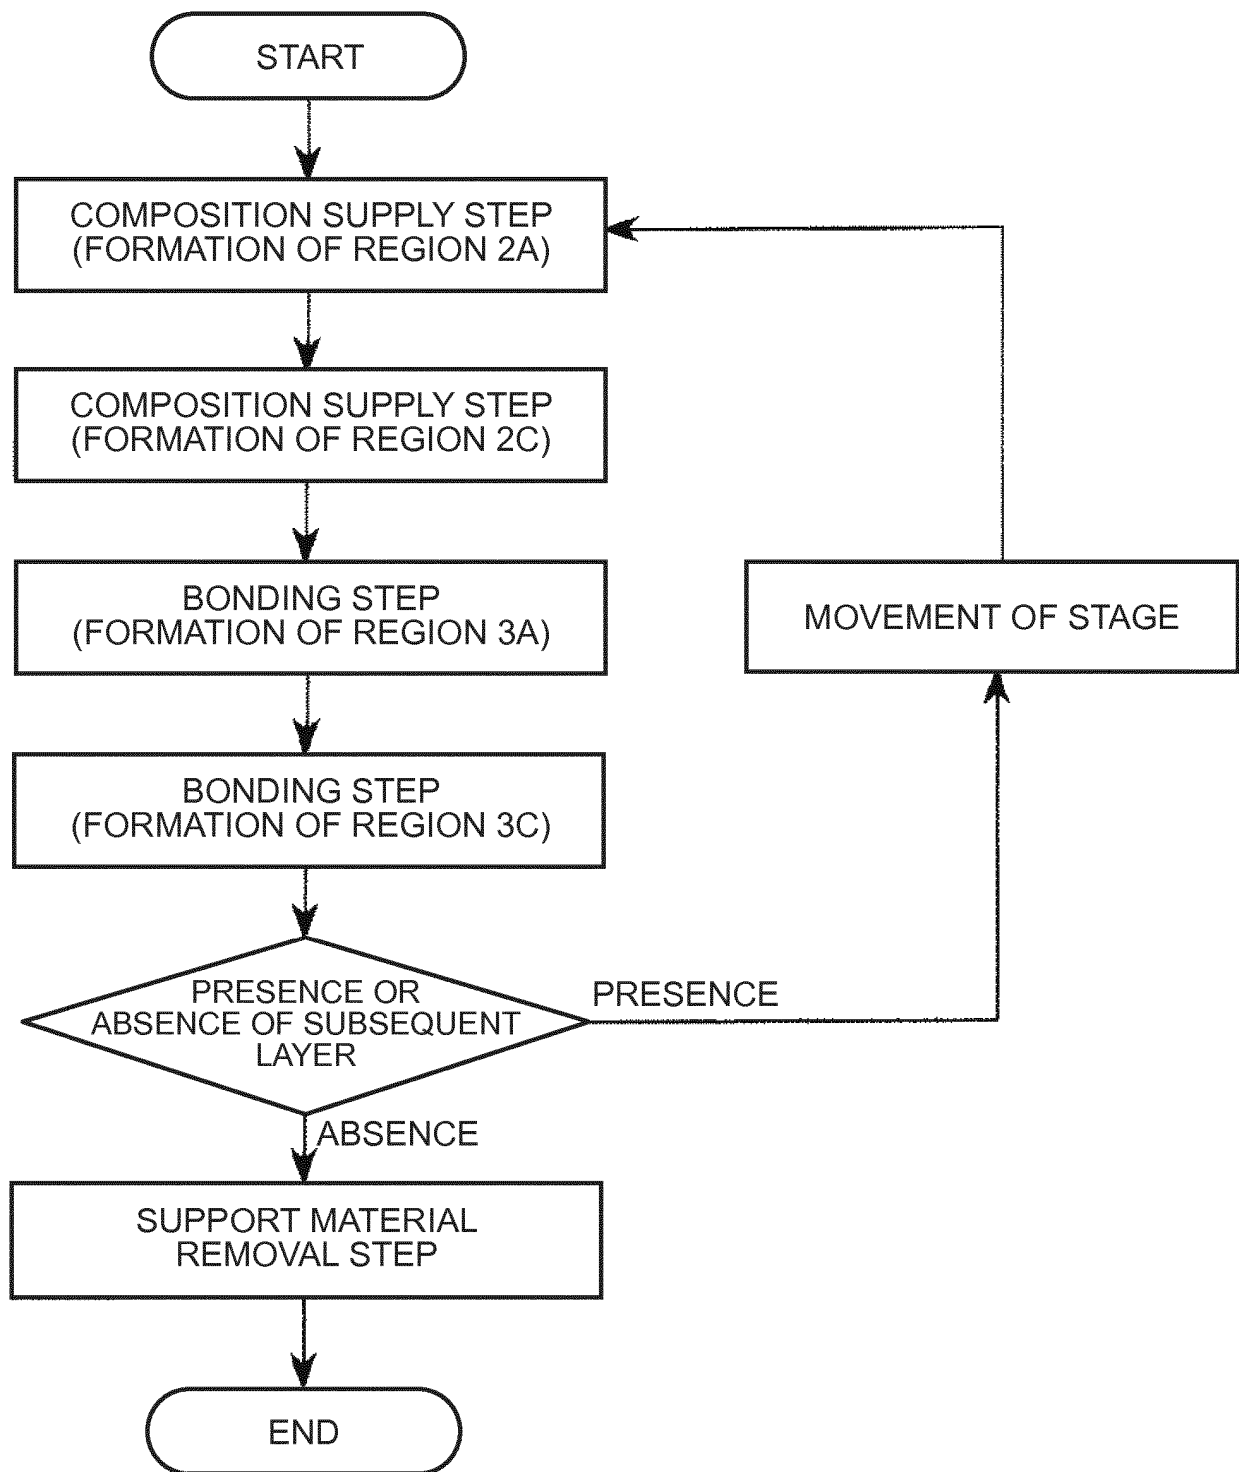 START
COMPOSITION SUPPLY STEP
(FORMATION OF REGION 2A)
COMPOSITION SUPPLY STEP
(FORMATION OF REGION 2C)
BONDING STEP
(FORMATION OF REGION 3A)
MOVEMENT OF STAGE
BONDING STEP
(FORMATION OF REGION 3C)
PRESENCE OR
ABSENCE OF SUBSEQUENT
LAYER
PRESENCE
ABSENCE
SUPPORT MATERIAL
REMOVAL STEP
END